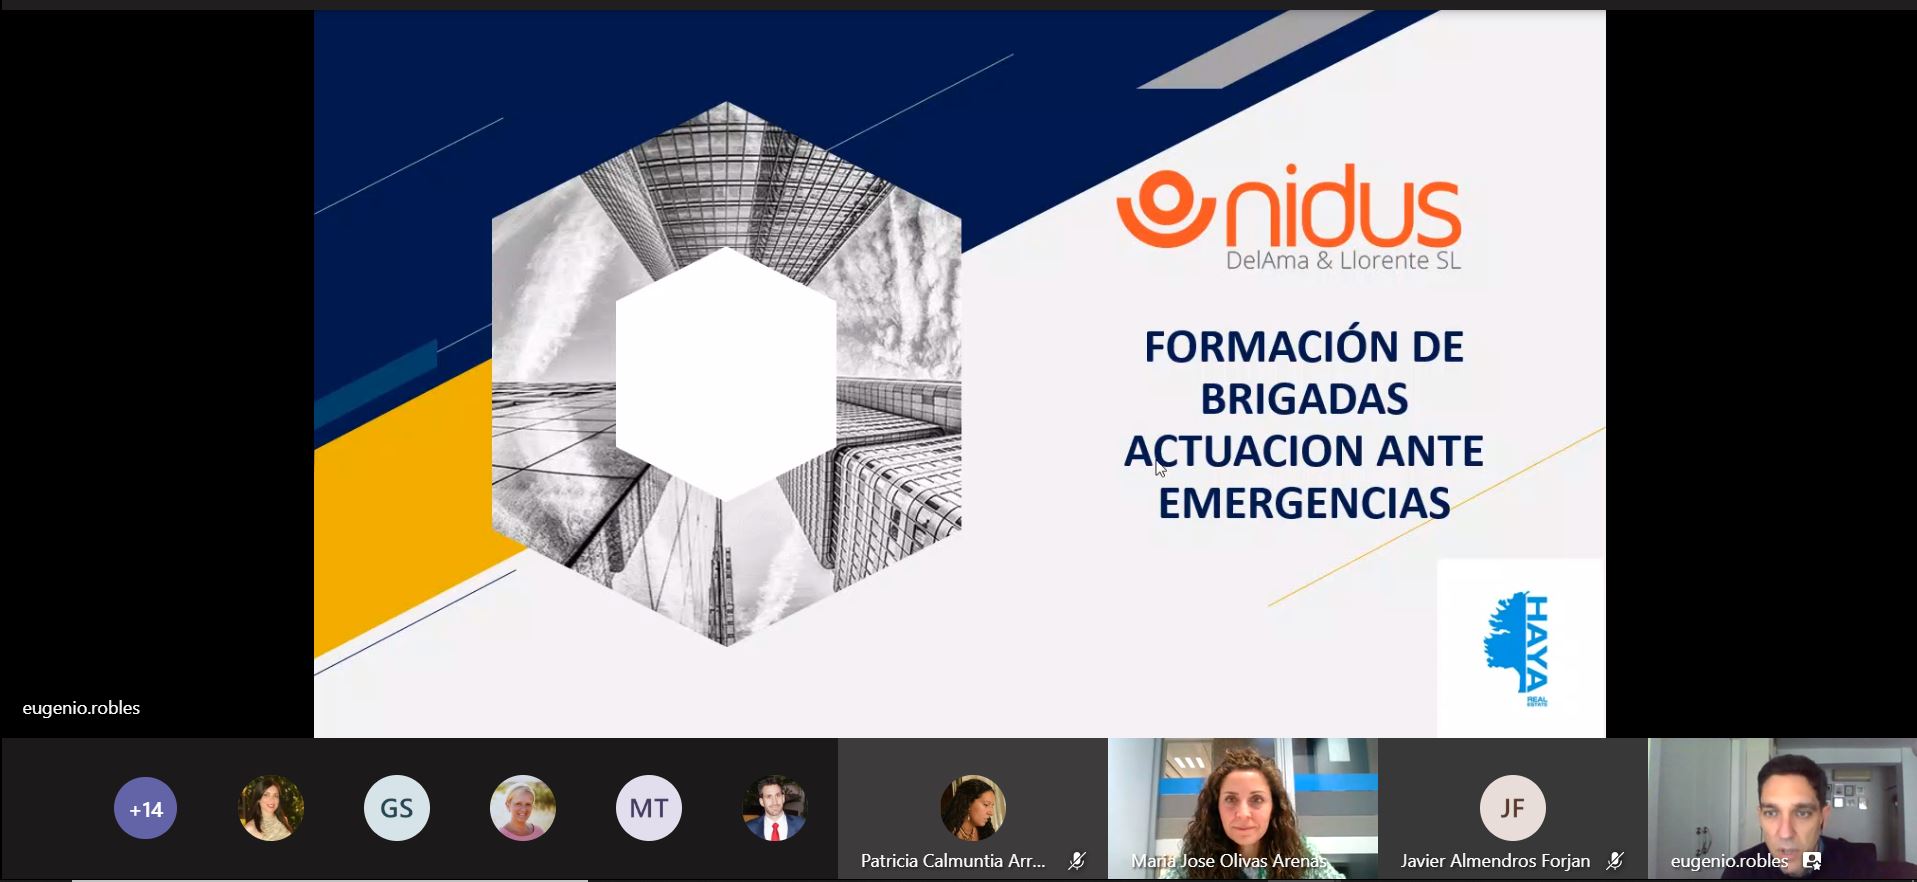 nidus
DelAma & Llorente SL
FORMACIÓN DE
BRIGADAS
ACTUACION ANTE
EMERGENCIAS
HAYA
REAL
ESTATE
eugenio.robles
+14
GS
MT
Patricia Calmuntia Arr...
Maria Jose Olivas Arenas
JF
Javier Almendros Forjan
eugenio.robles